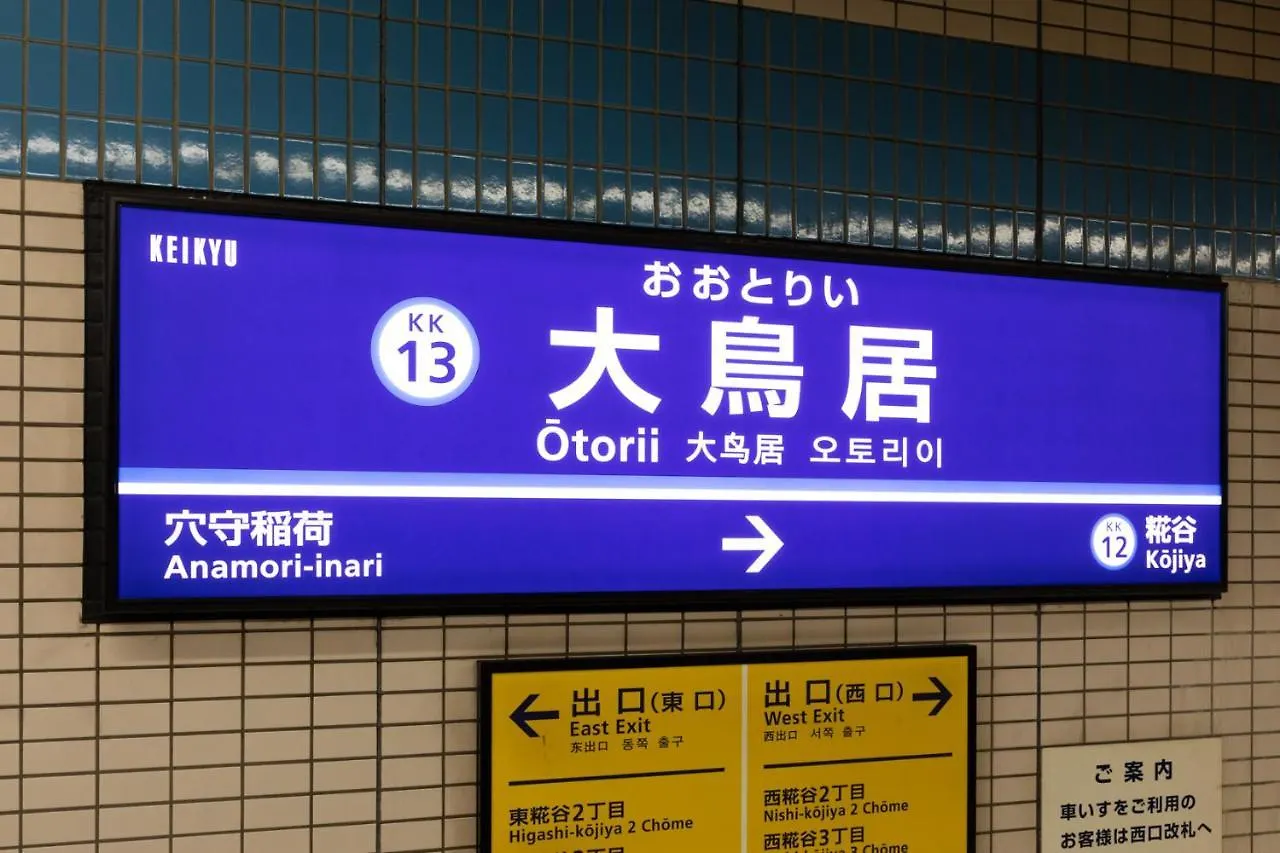 KEIKYU
KK
13
おおとりい
大鳥居
Ōtorii 大鸟居 오토리이
穴守稲荷
Anamori-inari
→
KK
12
糀谷
Kōjiya
← 出口(東口)
East Exit
东出口 동쪽 출구
東糀谷2丁目
Higashi-kōjiya 2 Chōme
出口(西口) →
West Exit
西出口 서쪽 출구
西糀谷2丁目
Nishi-kōjiya 2 Chōme
西糀谷3丁目
3 Chōme
ご案内
車いすをご利用の
お客様は西口改札へ